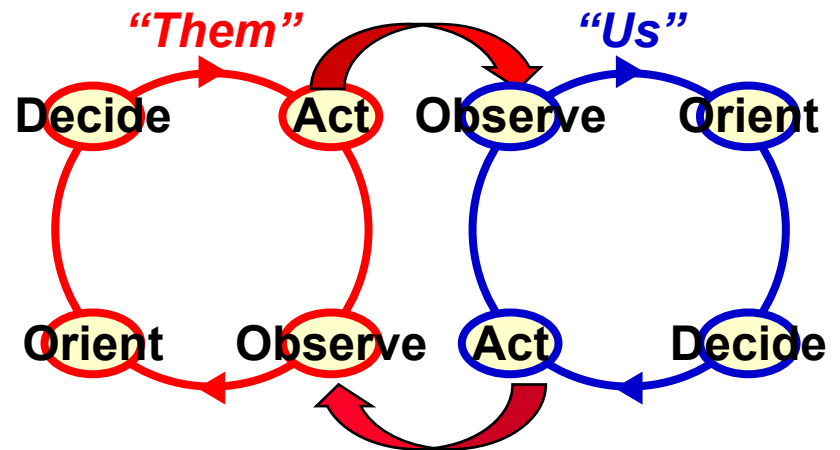 “Them” “Us”
Decide Act Observe Orient
Orient Observe Act Decide